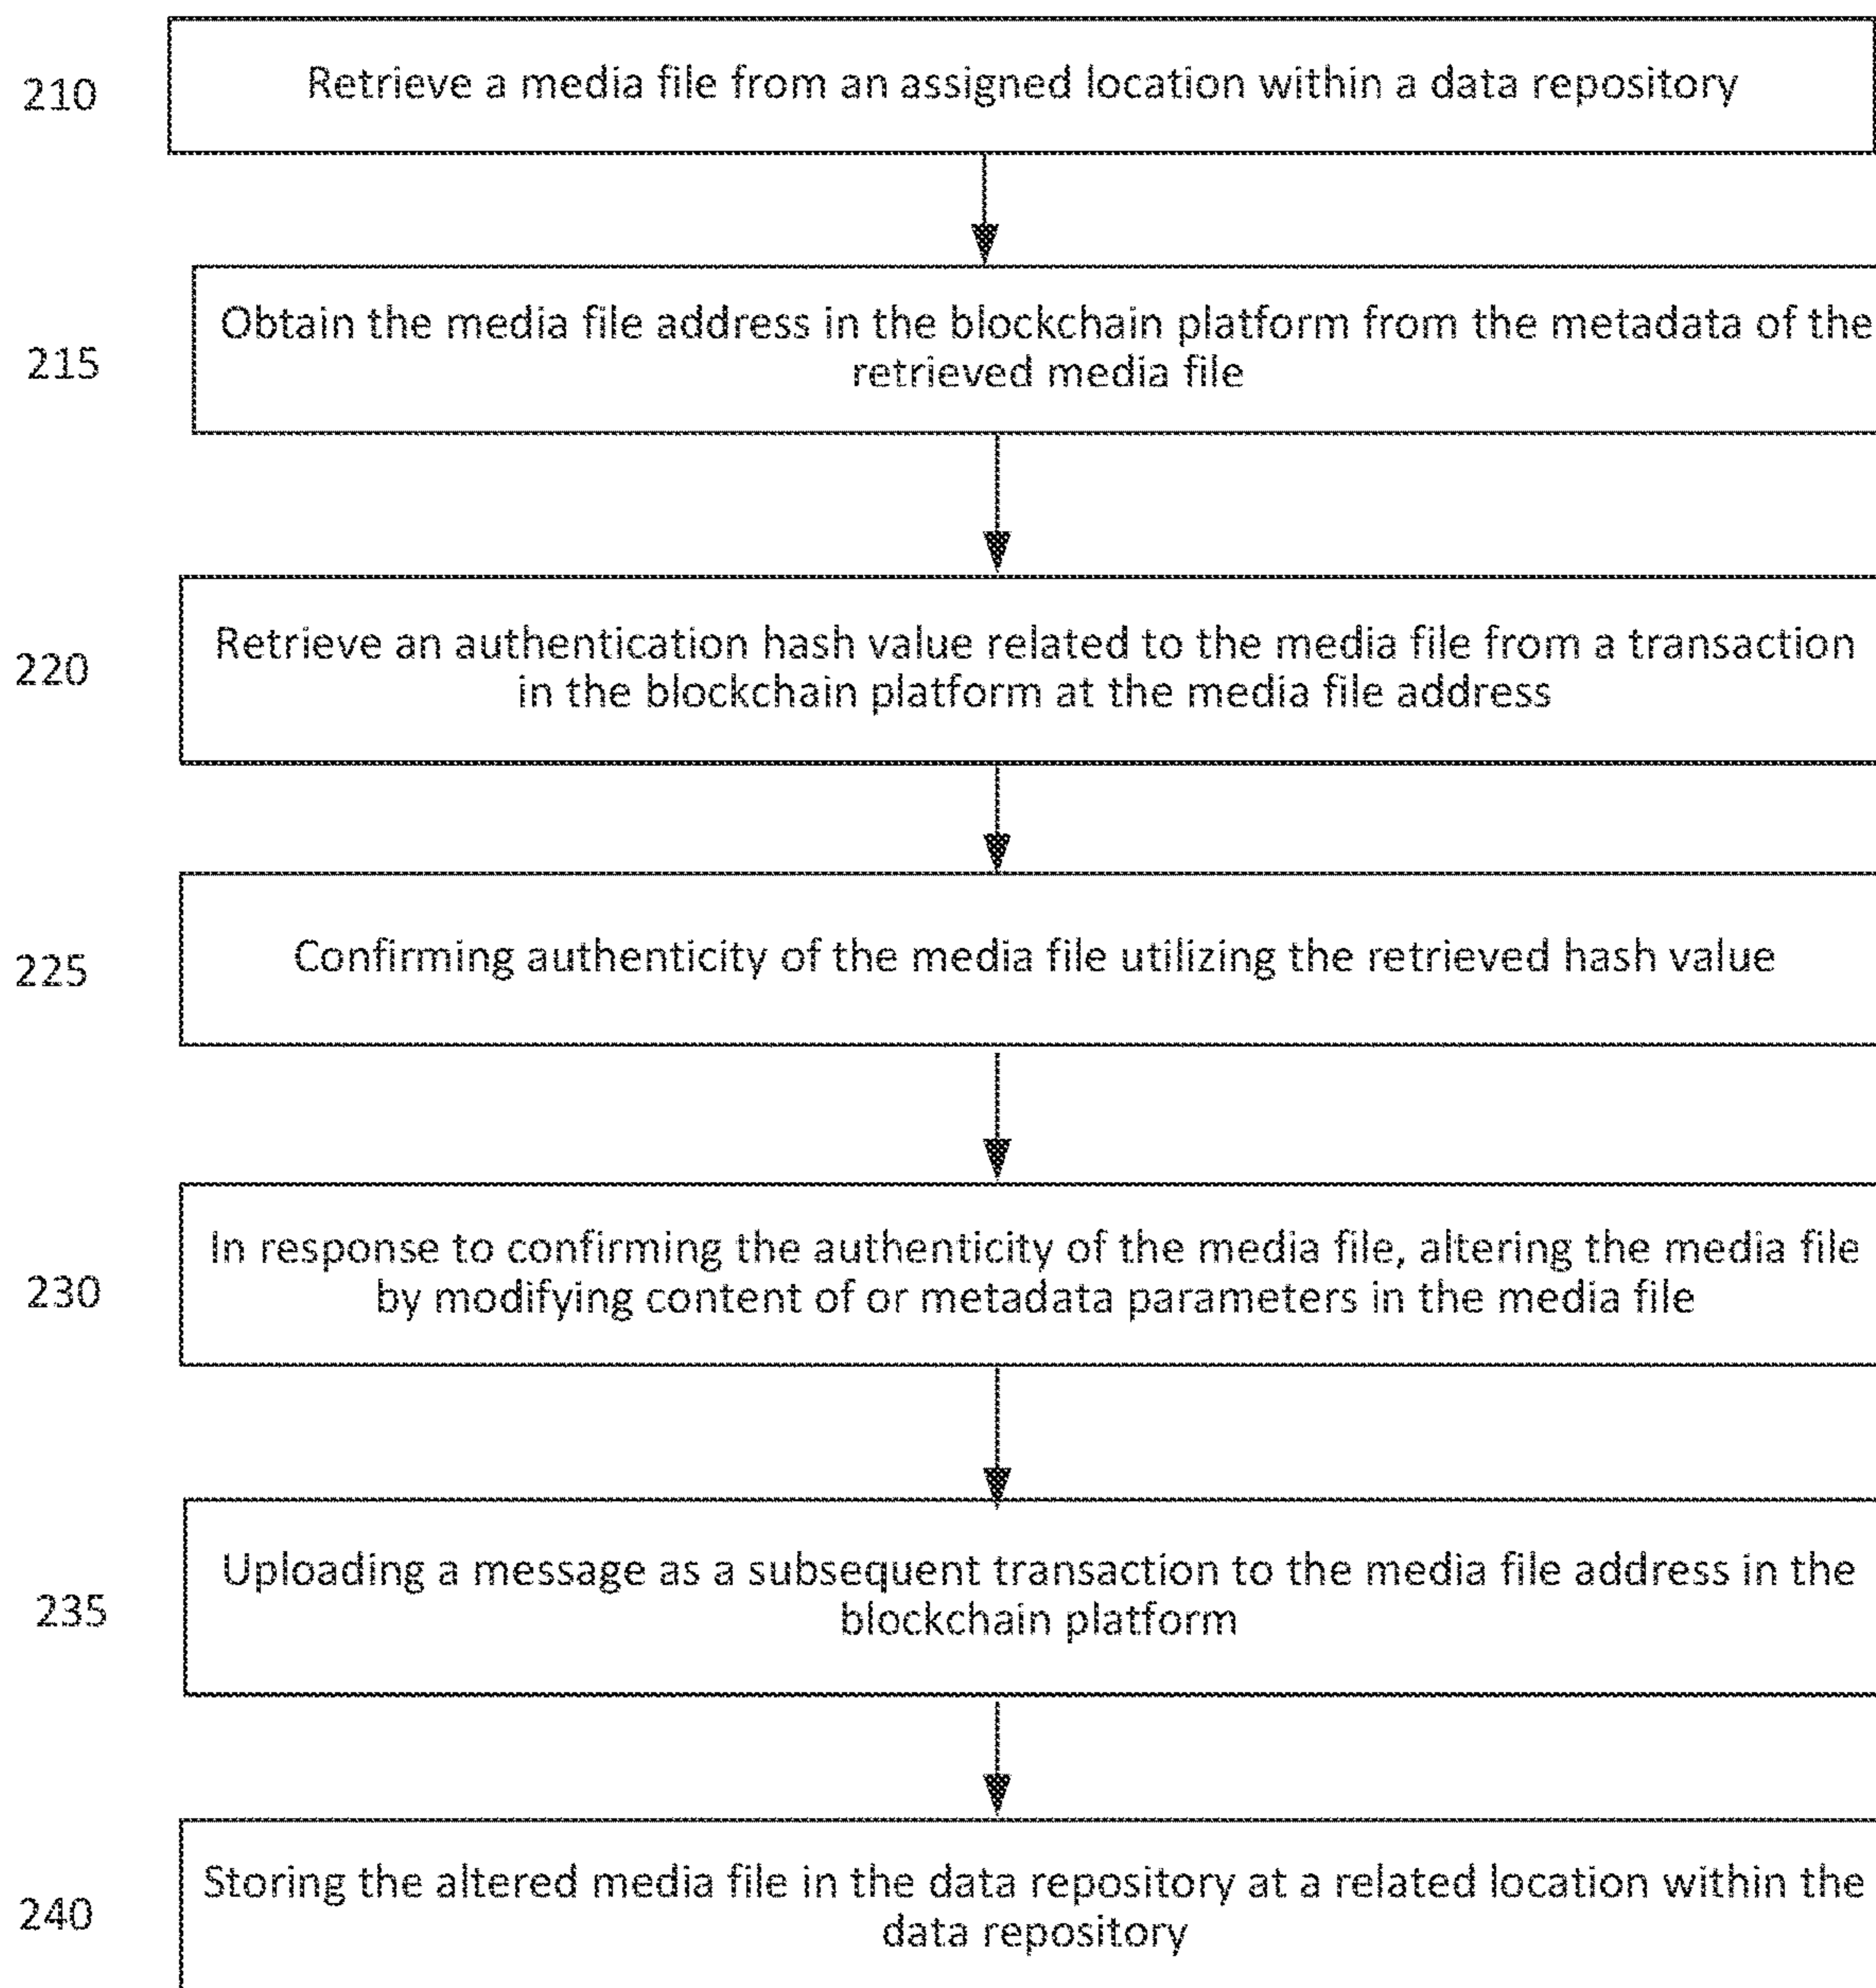 210
Retrieve a media file from an assigned location within a data repository
215
Obtain the media file address in the blockchain platform from the metadata of the
retrieved media file
220
Retrieve an authentication hash value related to the media file from a transaction
in the blockchain platform at the media file address
225
Confirming authenticity of the media file utilizing the retrieved hash value
230
In response to confirming the authenticity of the media file, altering the media file
by modifying content of or metadata parameters in the media file
235
Uploading a message as a subsequent transaction to the media file address in the
blockchain platform
240
Storing the altered media file in the data repository at a related location within the
data repository